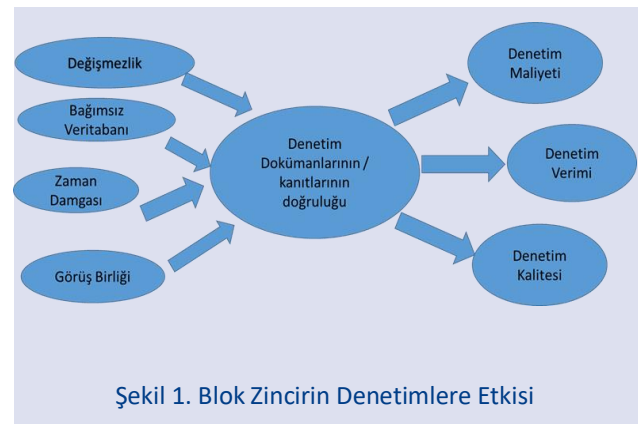 Değişmezlik
Bağımsız
Veritabanı
Zaman
Damgası
Görüş Birliği
Denetim
Dokümanlarının /
kanıtlarının
doğruluğu
Denetim
Maliyeti
Denetim
Verimi
Denetim
Kalitesi
Şekil 1. Blok Zincirin Denetimlere Etkisi